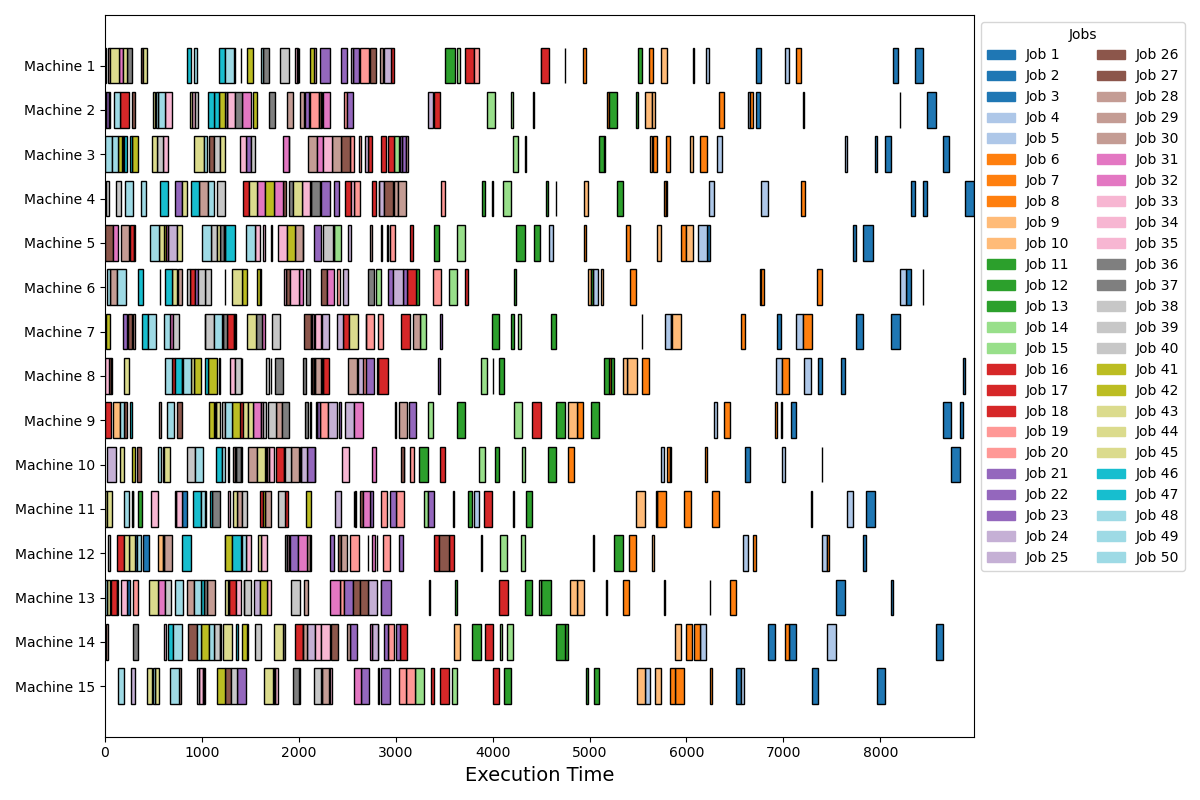 Machine 1
Machine 2
Machine 3
Machine 4
Machine 5
Machine 6
Machine 7
Machine 8
Machine 9
Machine 10
Machine 11
Machine 12
Machine 13
Machine 14
Machine 15
0 1000 2000 3000 4000 5000 6000 7000 8000
Execution Time
Jobs
Job 1 Job 26
Job 2 Job 27
Job 3 Job 28
Job 4 Job 29
Job 5 Job 30
Job 6 Job 31
Job 7 Job 32
Job 8 Job 33
Job 9 Job 34
Job 10 Job 35
Job 11 Job 36
Job 12 Job 37
Job 13 Job 38
Job 14 Job 39
Job 15 Job 40
Job 16 Job 41
Job 17 Job 42
Job 18 Job 43
Job 19 Job 44
Job 20 Job 45
Job 21 Job 46
Job 22 Job 47
Job 23 Job 48
Job 24 Job 49
Job 25 Job 50